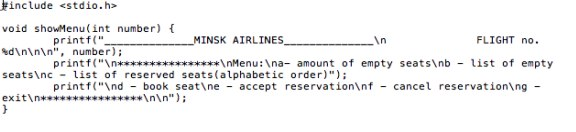 #include <stdio.h>
void showMenu(int number) {
printf("______________MINSK AIRLINES______________\n FLIGHT no.
%d\n\n\n", number);
printf("\n*****************\nMenu:\na- amount of empty seats\nb - list of empty
seats\nc - list of reserved seats(alphabetic order)");
printf("\nd - book seat\ne - accept reservation\nf - cancel reservation\ng -
exit\n*****************\n\n");
}